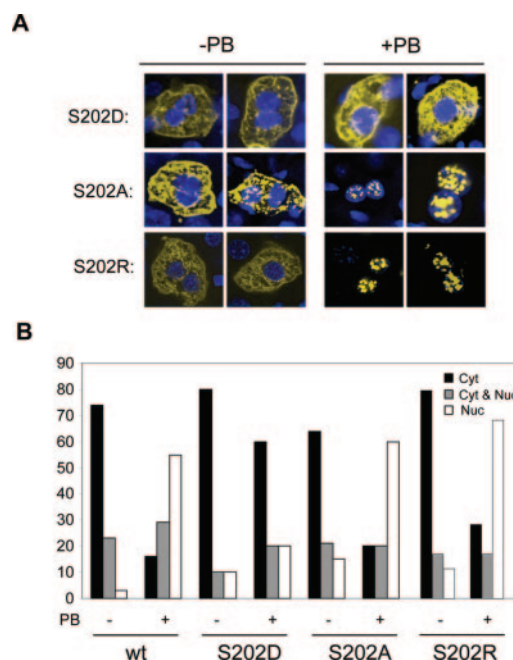 A
-PB +PB
S202D:
S202A:
S202R:
B
90
80
70
60
50
40
30
20
10
0
Cyt
Cyt & Nuc
Nuc
PB - + - + - + - +
wt S202D S202A S202R